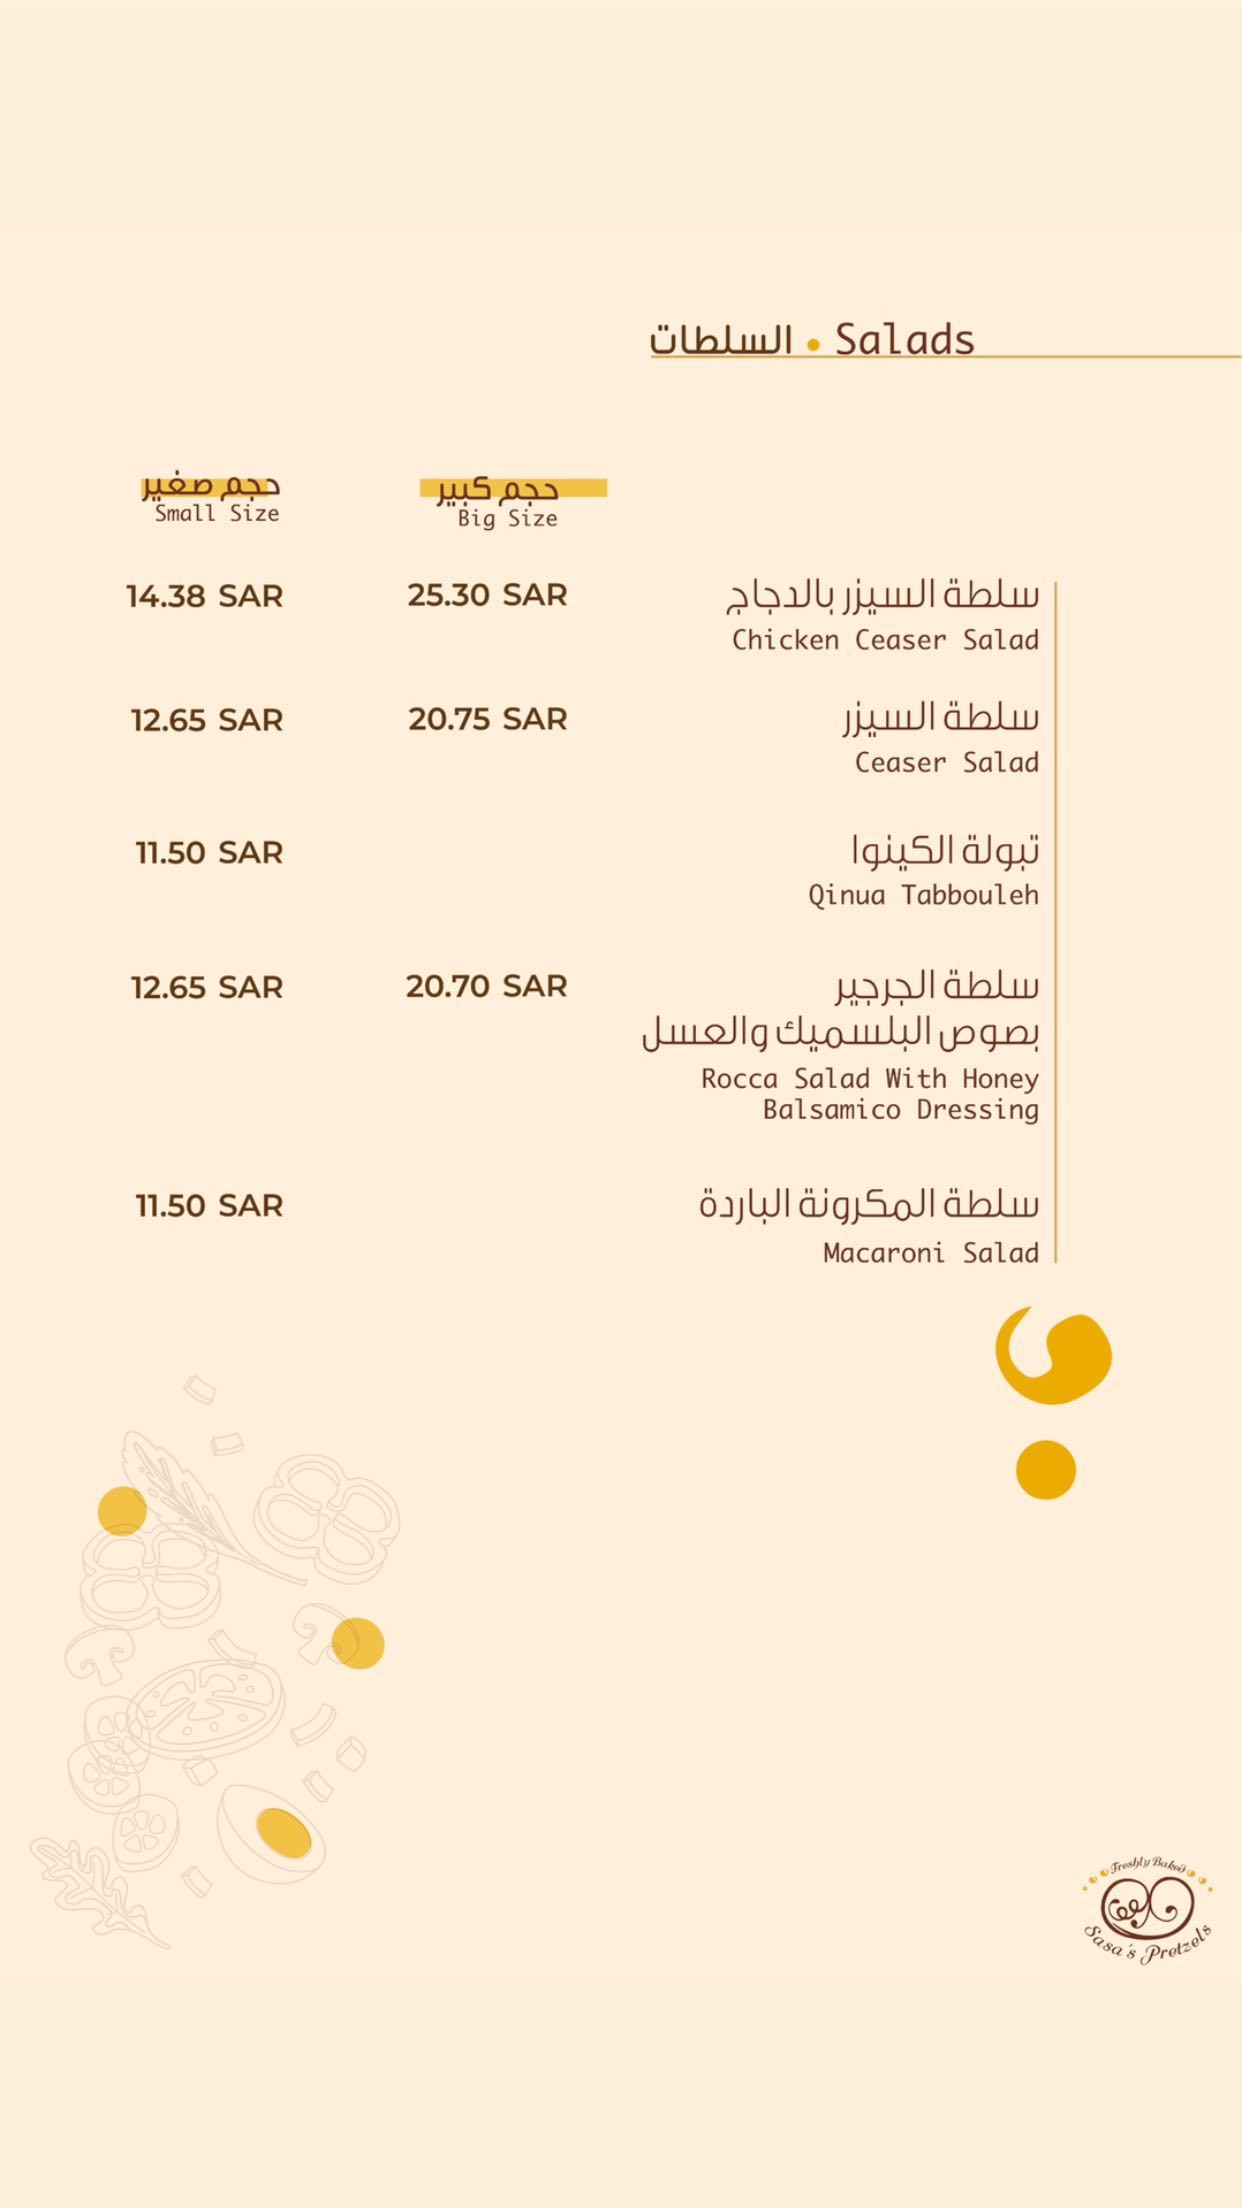 السلطات • Salads
حجم كبير
Big Size
حجم صغير
Small Size
سلطة السيزر بالدجاج
Chicken Ceaser Salad
25.30 SAR
14.38 SAR
سلطة السيزر
Ceaser Salad
20.75 SAR
12.65 SAR
تبولة الكينوا
Qinua Tabbouleh
11.50 SAR
سلطة الجرجير
بصوص البلسميك والعسل
Rocca Salad With Honey
Balsamico Dressing
20.70 SAR
12.65 SAR
سلطة المكرونة الباردة
Macaroni Salad
11.50 SAR
Freshly Baked
Sasa's Pretzels